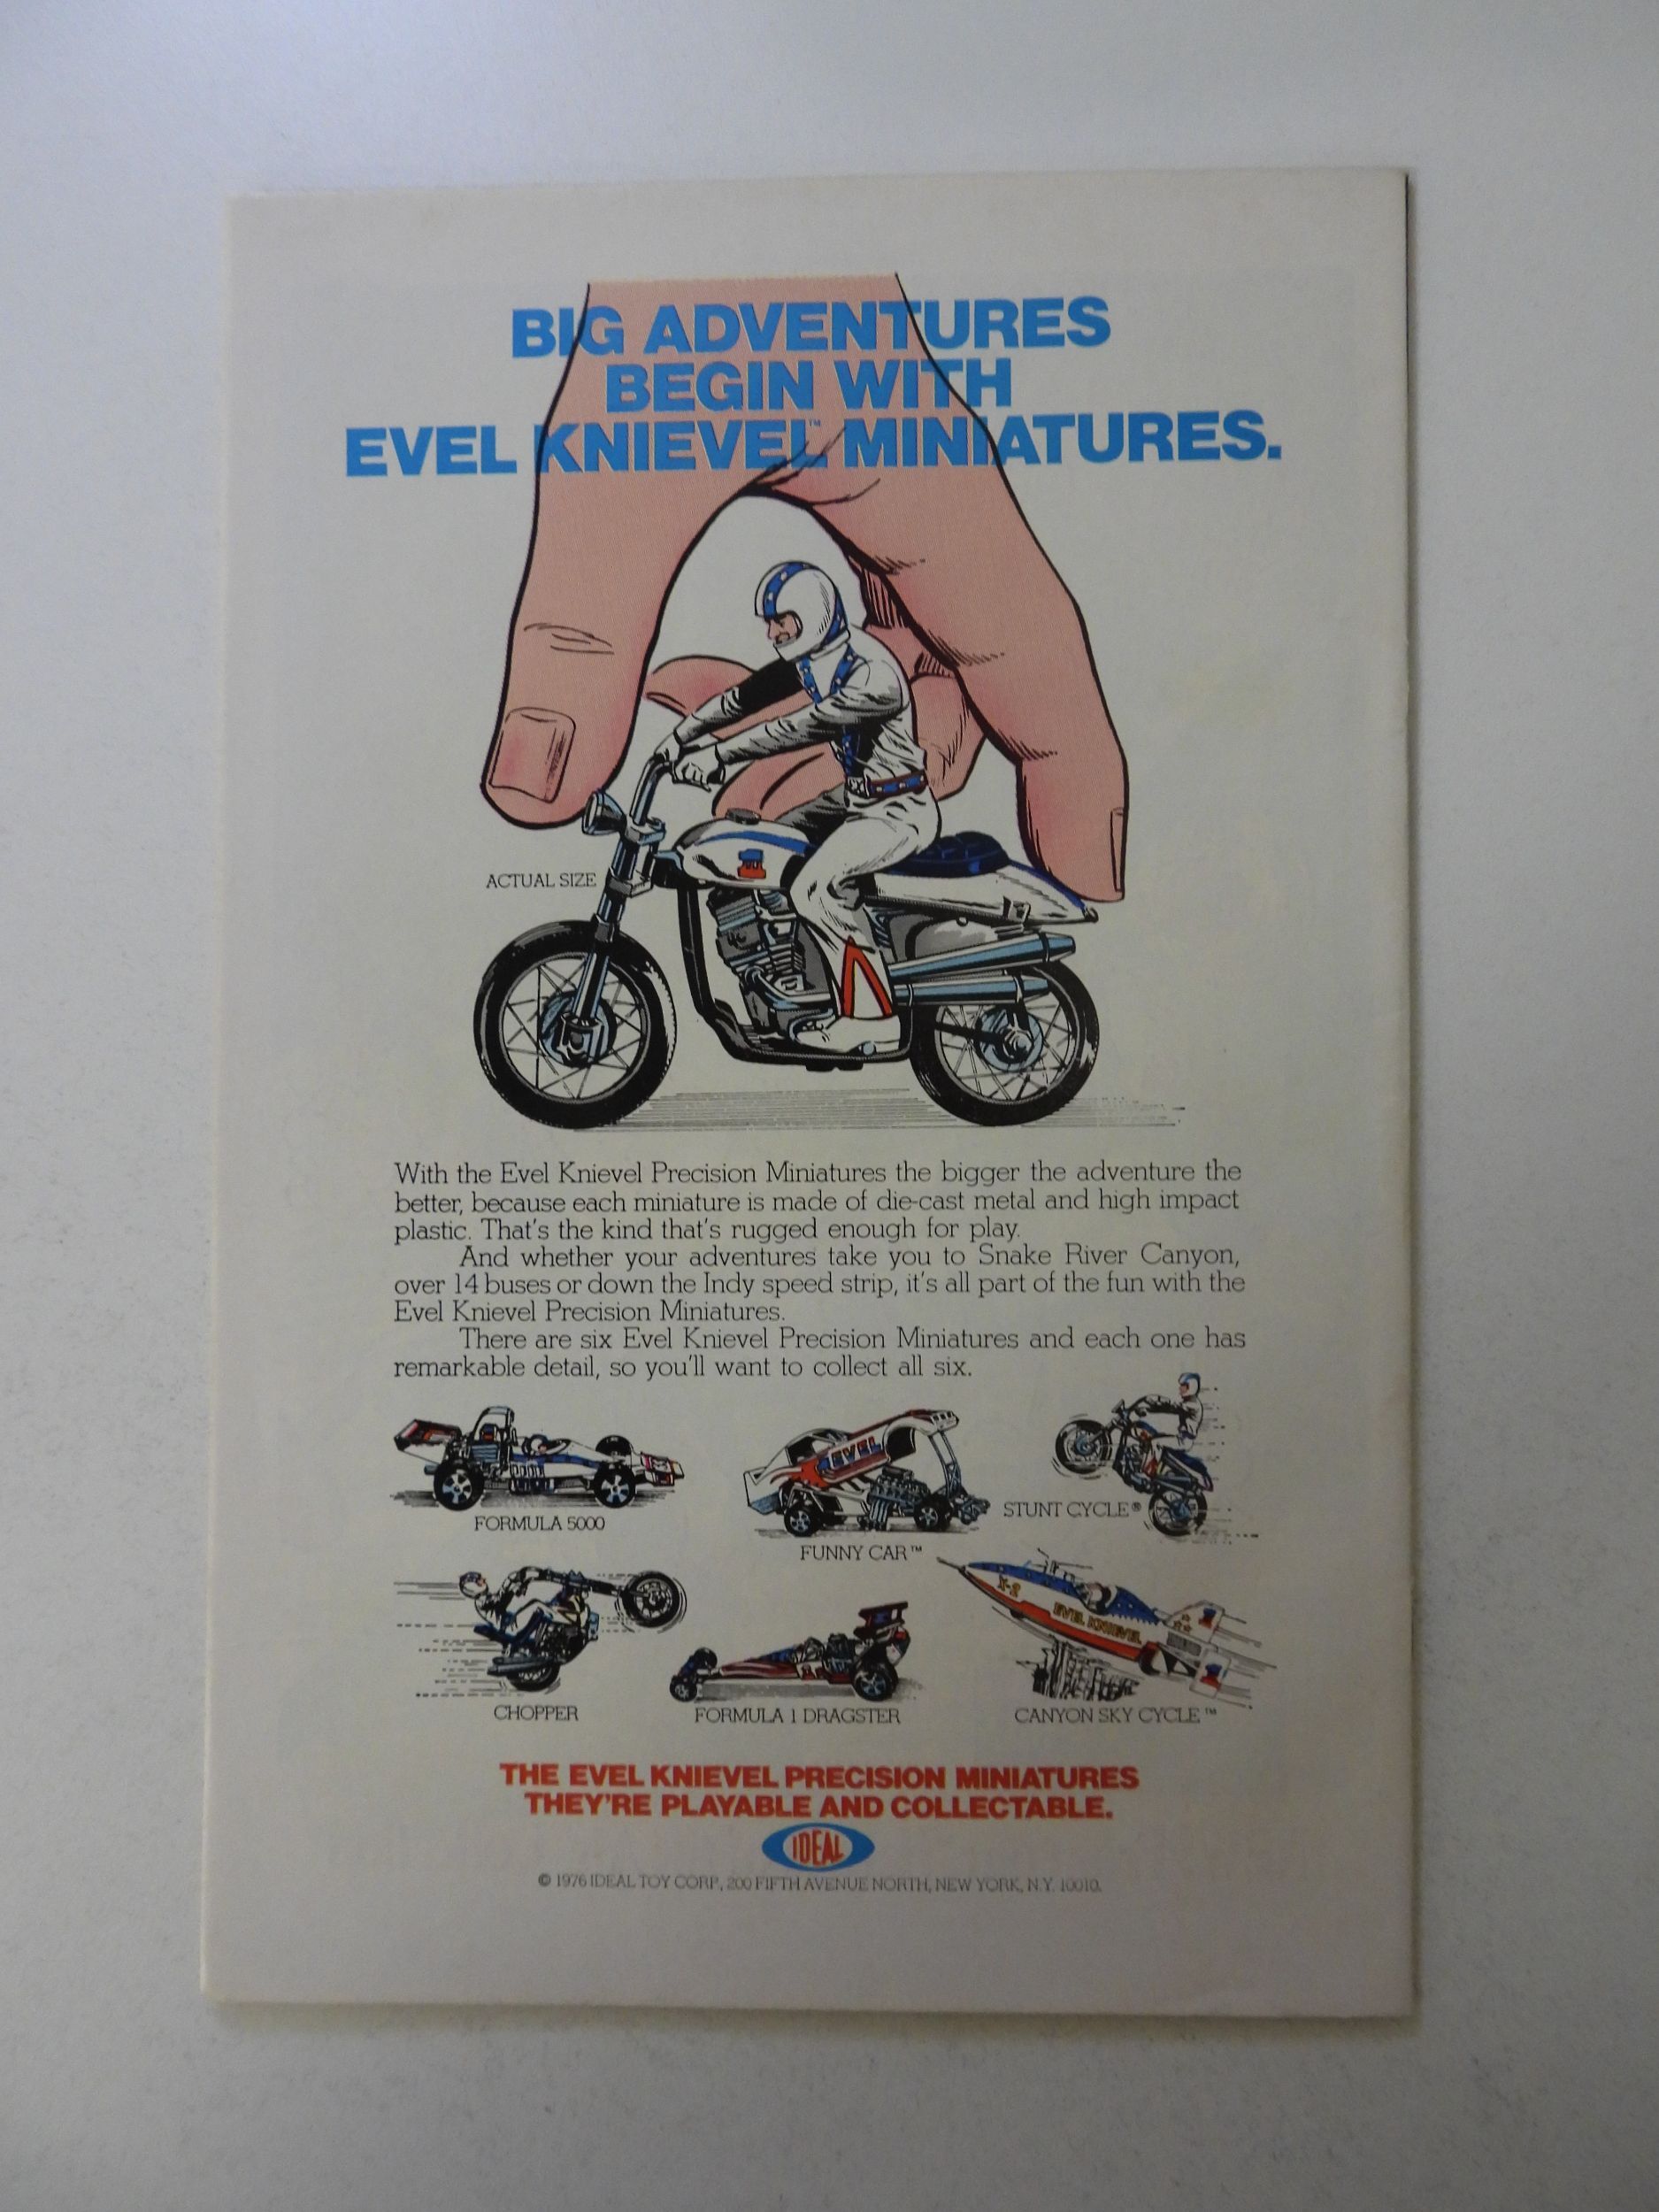 BIG ADVENTURES
BEGIN WITH
EVEL KNIEVEL™ MINIATURES.
ACTUAL SIZE
With the Evel Knievel Precision Miniatures the bigger the adventure the
better, because each miniature is made of die-cast metal and high impact
plastic. That's the kind that's rugged enough for play.
And whether your adventures take you to Snake River Canyon,
over 14 buses or down the Indy speed strip, it's all part of the fun with the
Evel Knievel Precision Miniatures.
There are six Evel Knievel Precision Miniatures and each one has
remarkable detail, so you'll want to collect all six.
EVEL
FORMULA 5000
FUNNY CAR™
STUNT CYCLE®
X-2
EVEL KNIEVEL
CHOPPER
FORMULA 1 DRAGSTER
CANYON SKY CYCLE™
THE EVEL KNIEVEL PRECISION MINIATURES
THEY'RE PLAYABLE AND COLLECTABLE.
IDEAL
© 1976 IDEAL TOY CORP., 200 FIFTH AVENUE NORTH, NEW YORK, N.Y. 10010.